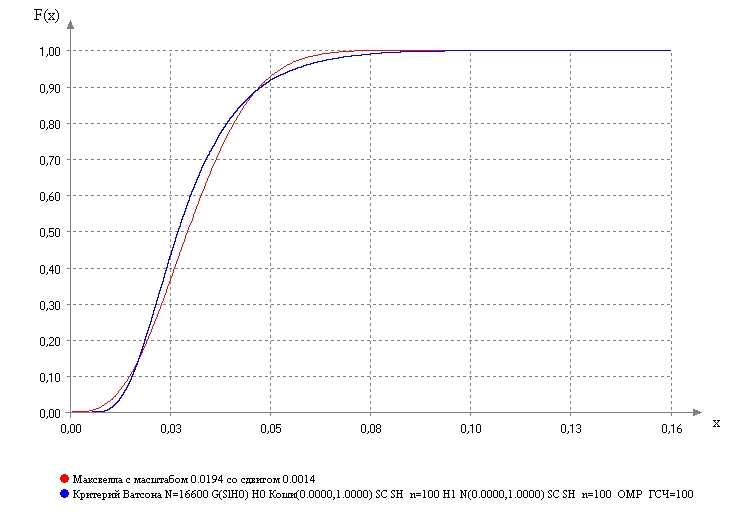 F(x)
1,00
0,90
0,80
0,70
0,60
0,50
0,40
0,30
0,20
0,10
0,00
0,00 0,03 0,05 0,08 0,10 0,13 0,16
x
Максвелла с масштабом 0.0194 со сдвигом 0.0014
Критерий Ватсона N=16600 G(S|H0) H0 Коши(0.0000,1.0000) SC SH n=100 H1 N(0.0000,1.0000) SC SH n=100 ОМР ГСЧ=100